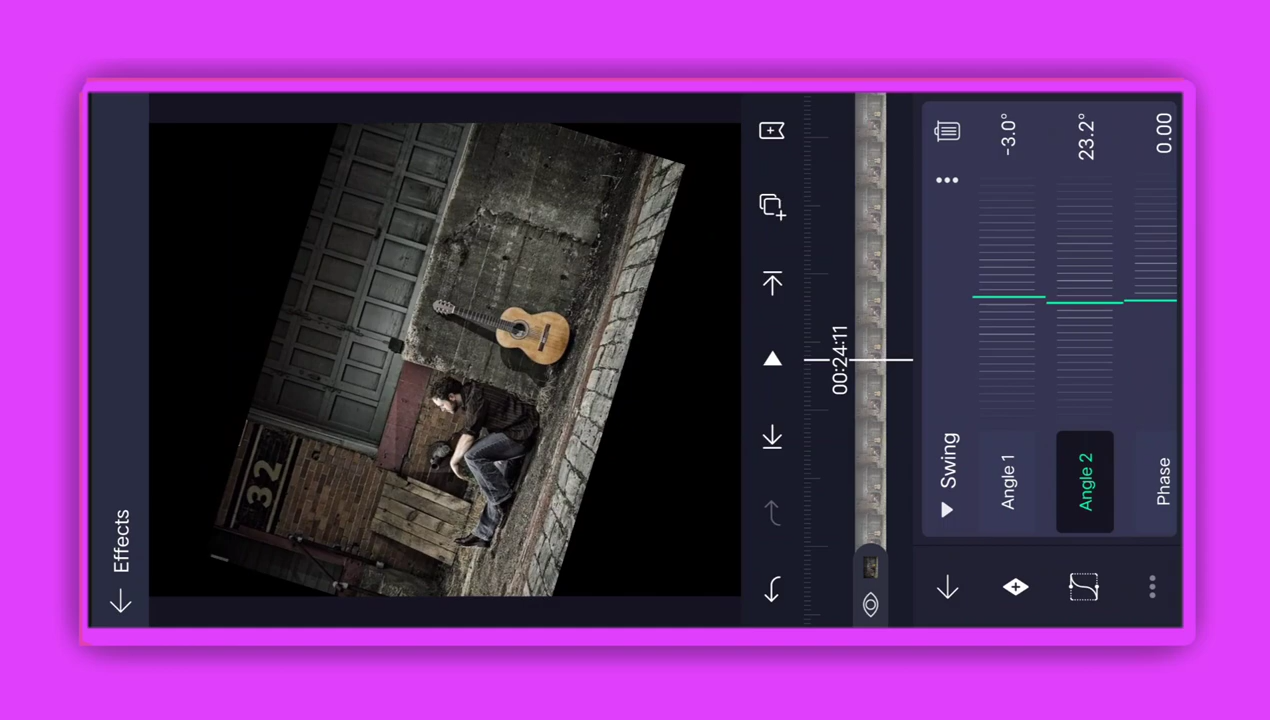 Effects
32
00:24:11
Swing
Angle 1
-3.0°
Angle 2
23.2°
Phase
0.00